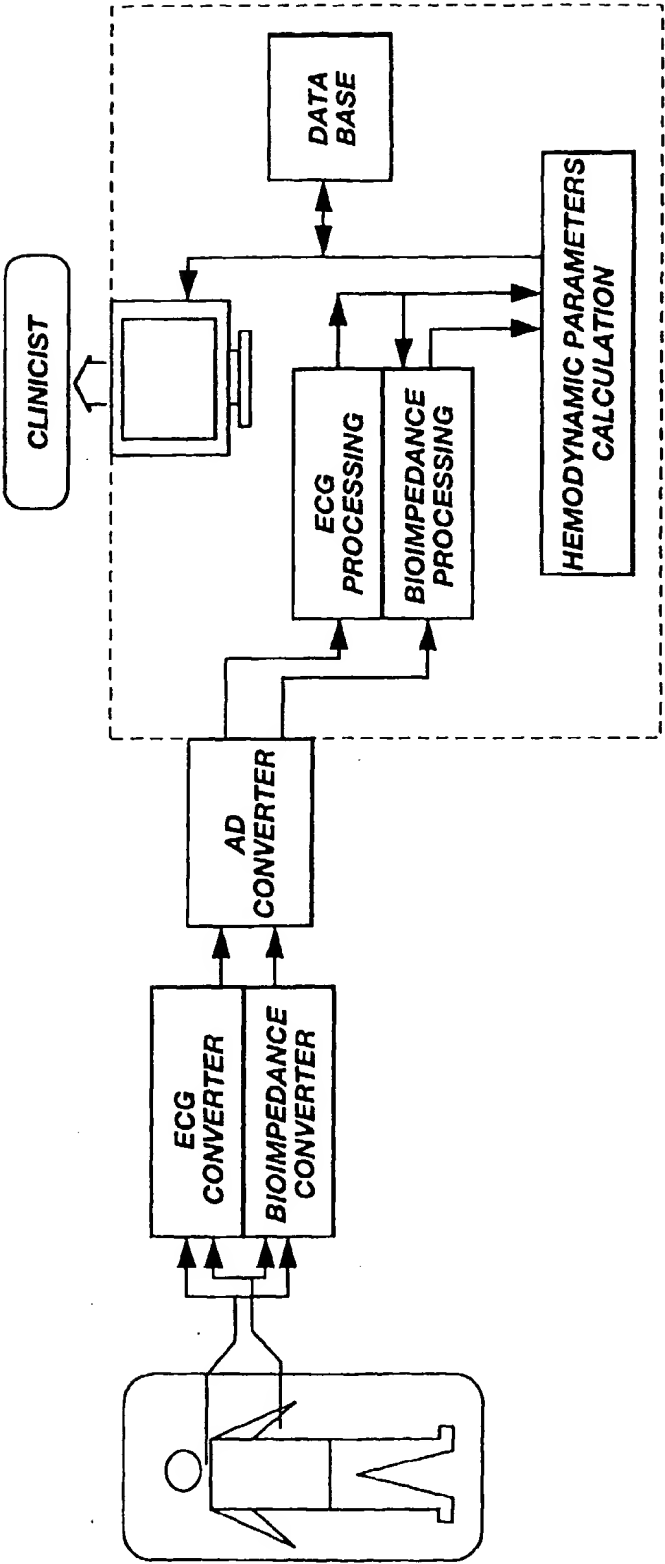 ECG
CONVERTER
BIOIMPEDANCE
CONVERTER
AD
CONVERTER
ECG
PROCESSING
BIOIMPEDANCE
PROCESSING
HEMODYNAMIC PARAMETERS
CALCULATION
DATA
BASE
CLINICIST